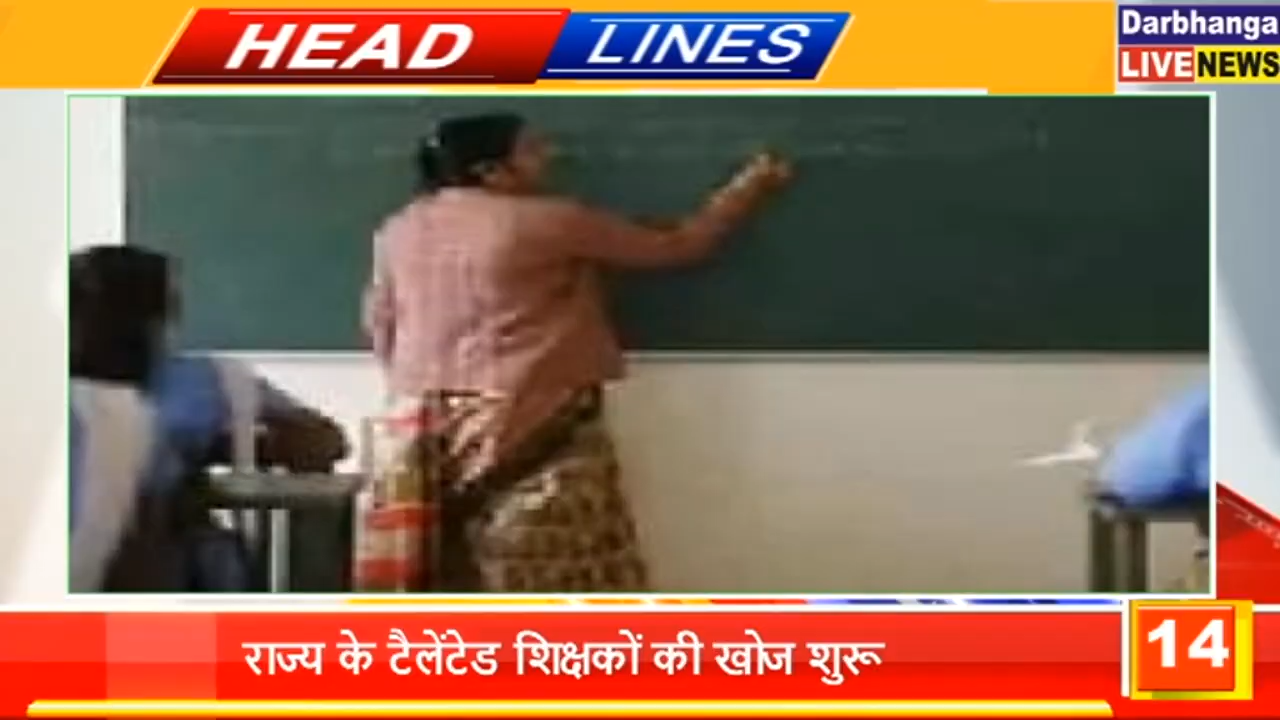 HEAD LINES
Darbhanga
LIVE NEWS
राज्य के टैलेंटेड शिक्षकों की खोज शुरू
14